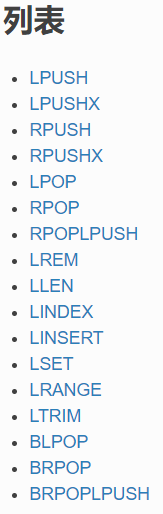 列表
LPUSH
LPUSHX
RPUSH
RPUSHX
LPOP
RPOP
RPOPLPUSH
LREM
LLEN
LINDEX
LINSERT
LSET
LRANGE
LTRIM
BLPOP
BRPOP
BRPOPLPUSH